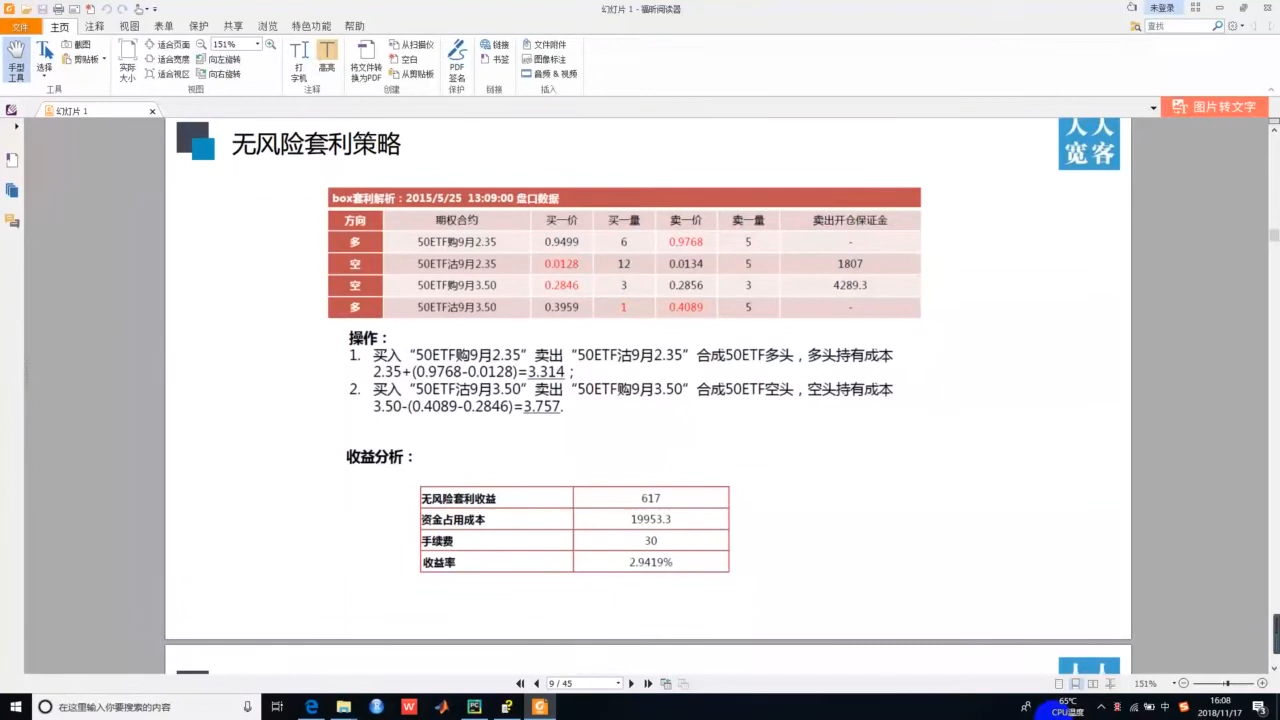 幻灯片 1 - 福昕阅读器
未登录
文件 主页 注释 视图 表单 保护 共享 浏览 特色功能 帮助
查找
手型工具
选择
截图
剪贴板
实际大小
适合页面
适合宽度
适合视区
151%
向左旋转
向右旋转
打字机
高亮
将文件转换为PDF
从扫描仪
空白
从剪贴板
PDF签名
链接
书签
文件附件
图像标注
音频 & 视频
工具 视图 注释 创建 保护 链接 插入
幻灯片 1
图片转文字
无风险套利策略
人人
宽客
box套利解析：2015/5/25 13:09:00 盘口数据
方向 期权合约 买一价 买一量 卖一价 卖一量 卖出开仓保证金
多 50ETF购9月2.35 0.9499 6 0.9768 5 -
空 50ETF沽9月2.35 0.0128 12 0.0134 5 1807
空 50ETF购9月3.50 0.2846 3 0.2856 3 4289.3
多 50ETF沽9月3.50 0.3959 1 0.4089 5 -
操作：
1. 买入“50ETF购9月2.35”卖出“50ETF沽9月2.35”合成50ETF多头，多头持有成本
2.35+(0.9768-0.0128)=3.314；
2. 买入“50ETF沽9月3.50”卖出“50ETF购9月3.50”合成50ETF空头，空头持有成本
3.50-(0.4089-0.2846)=3.757.
收益分析：
无风险套利收益 617
资金占用成本 19953.3
手续费 30
收益率 2.9419%
人人
9 / 45
151%
在这里输入你要搜索的内容
65℃
CPU温度
中
16:08
2018/11/17
3